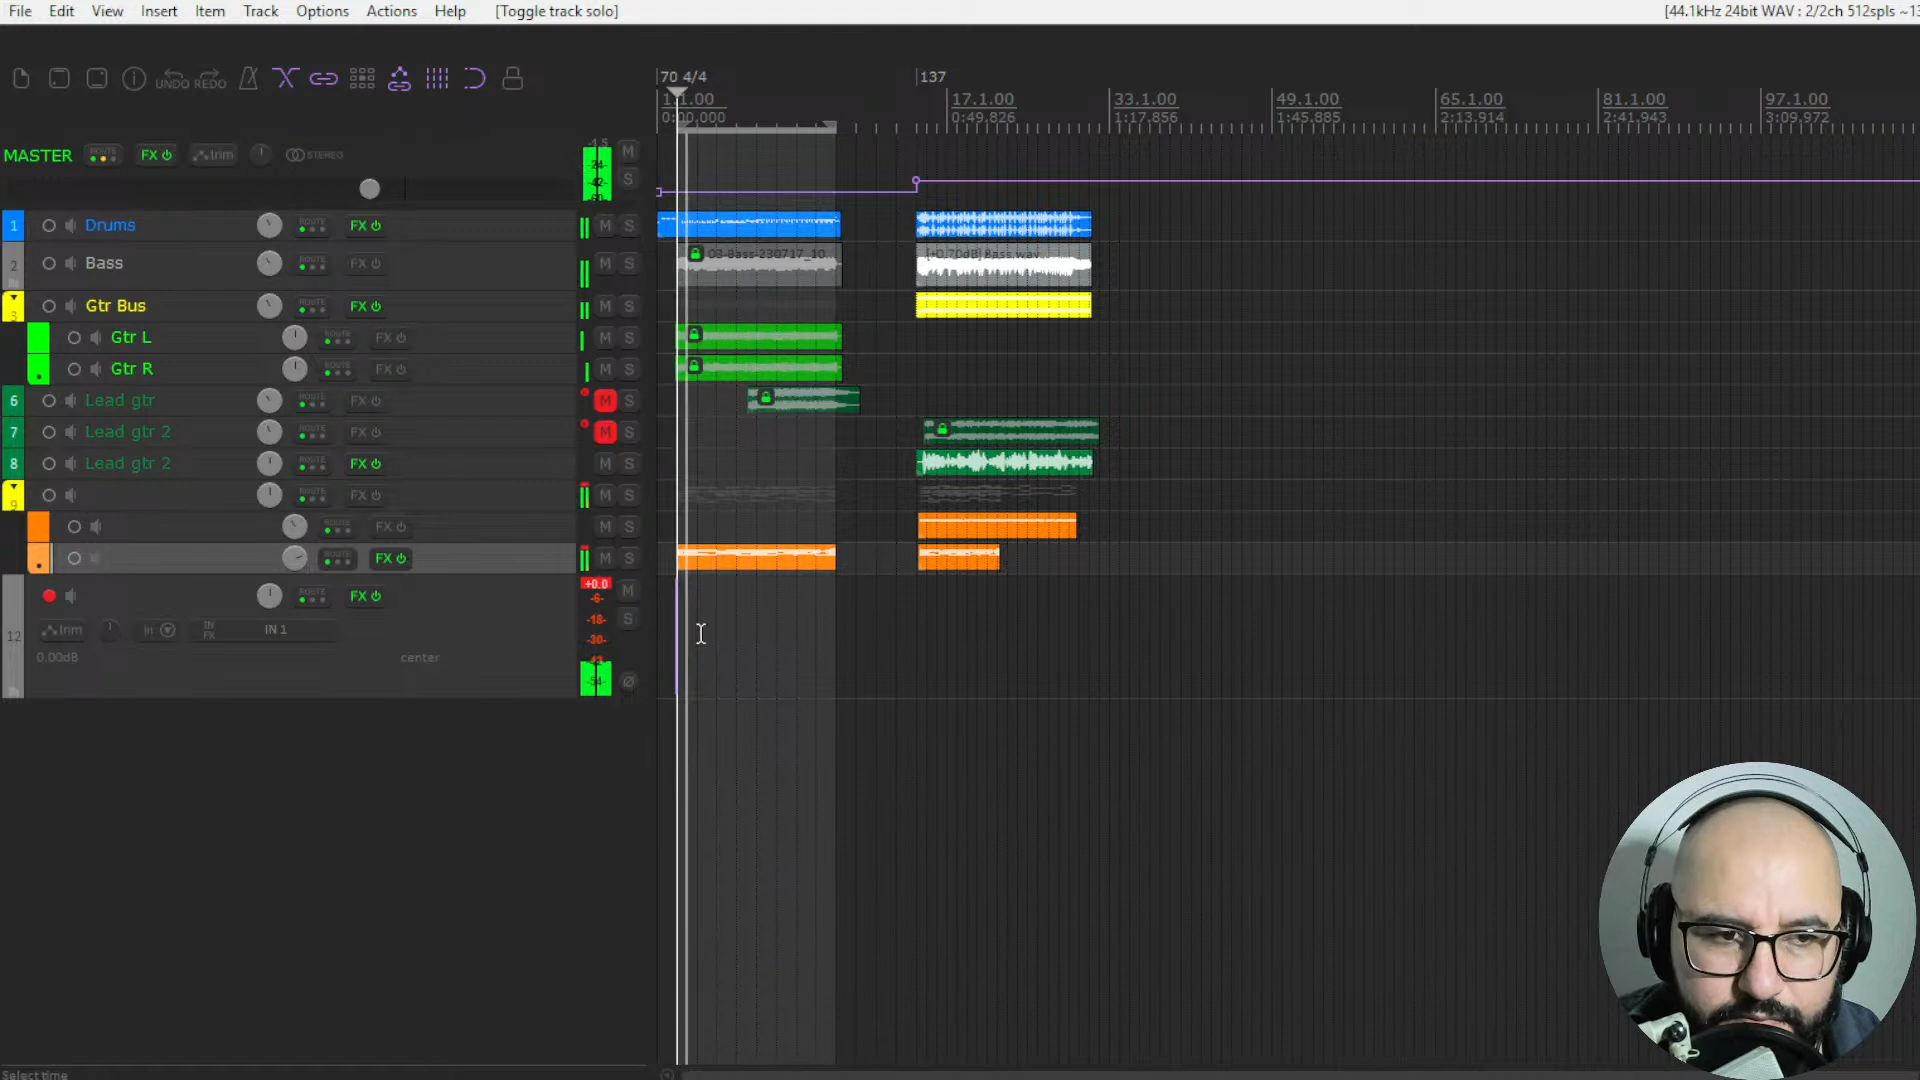 File Edit View Insert Item Track Options Actions Help [Toggle track solo]
[44.1kHz 24bit WAV : 2/2ch 512spls ~13
UNDO REDO
70 4/4 137
1.1.00 17.1.00 33.1.00 49.1.00 65.1.00 81.1.00 97.1.00
0:00.000 0:49.826 1:17.856 1:45.885 2:13.914 2:41.943 3:09.972
MASTER ROUTE FX trim STEREO M
-24-
-42-
S
1 Drums ROUTE FX M S
2 Bass ROUTE FX M S
03-Bass-230717_10... [+0.70dB] Bass.wav
3 Gtr Bus ROUTE FX M S
Gtr L ROUTE FX M S
Gtr R ROUTE FX M S
6 Lead gtr ROUTE FX M S
7 Lead gtr 2 ROUTE FX M S
8 Lead gtr 2 ROUTE FX M S
9 ROUTE FX M S
ROUTE FX M S
ROUTE FX M S
12 ROUTE FX +0.0 M
-6-
-18- S
trim In IN FX IN 1 -30-
0.00dB center
-54-
Select time